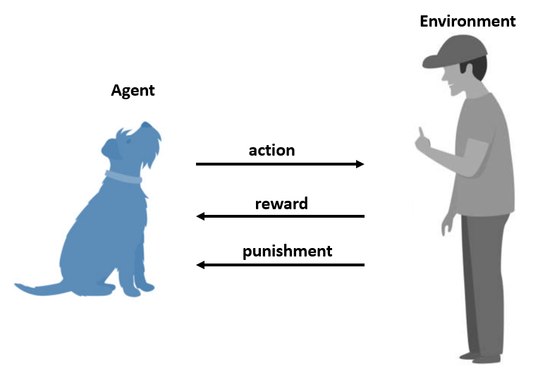 Environment
Agent
action
reward
punishment